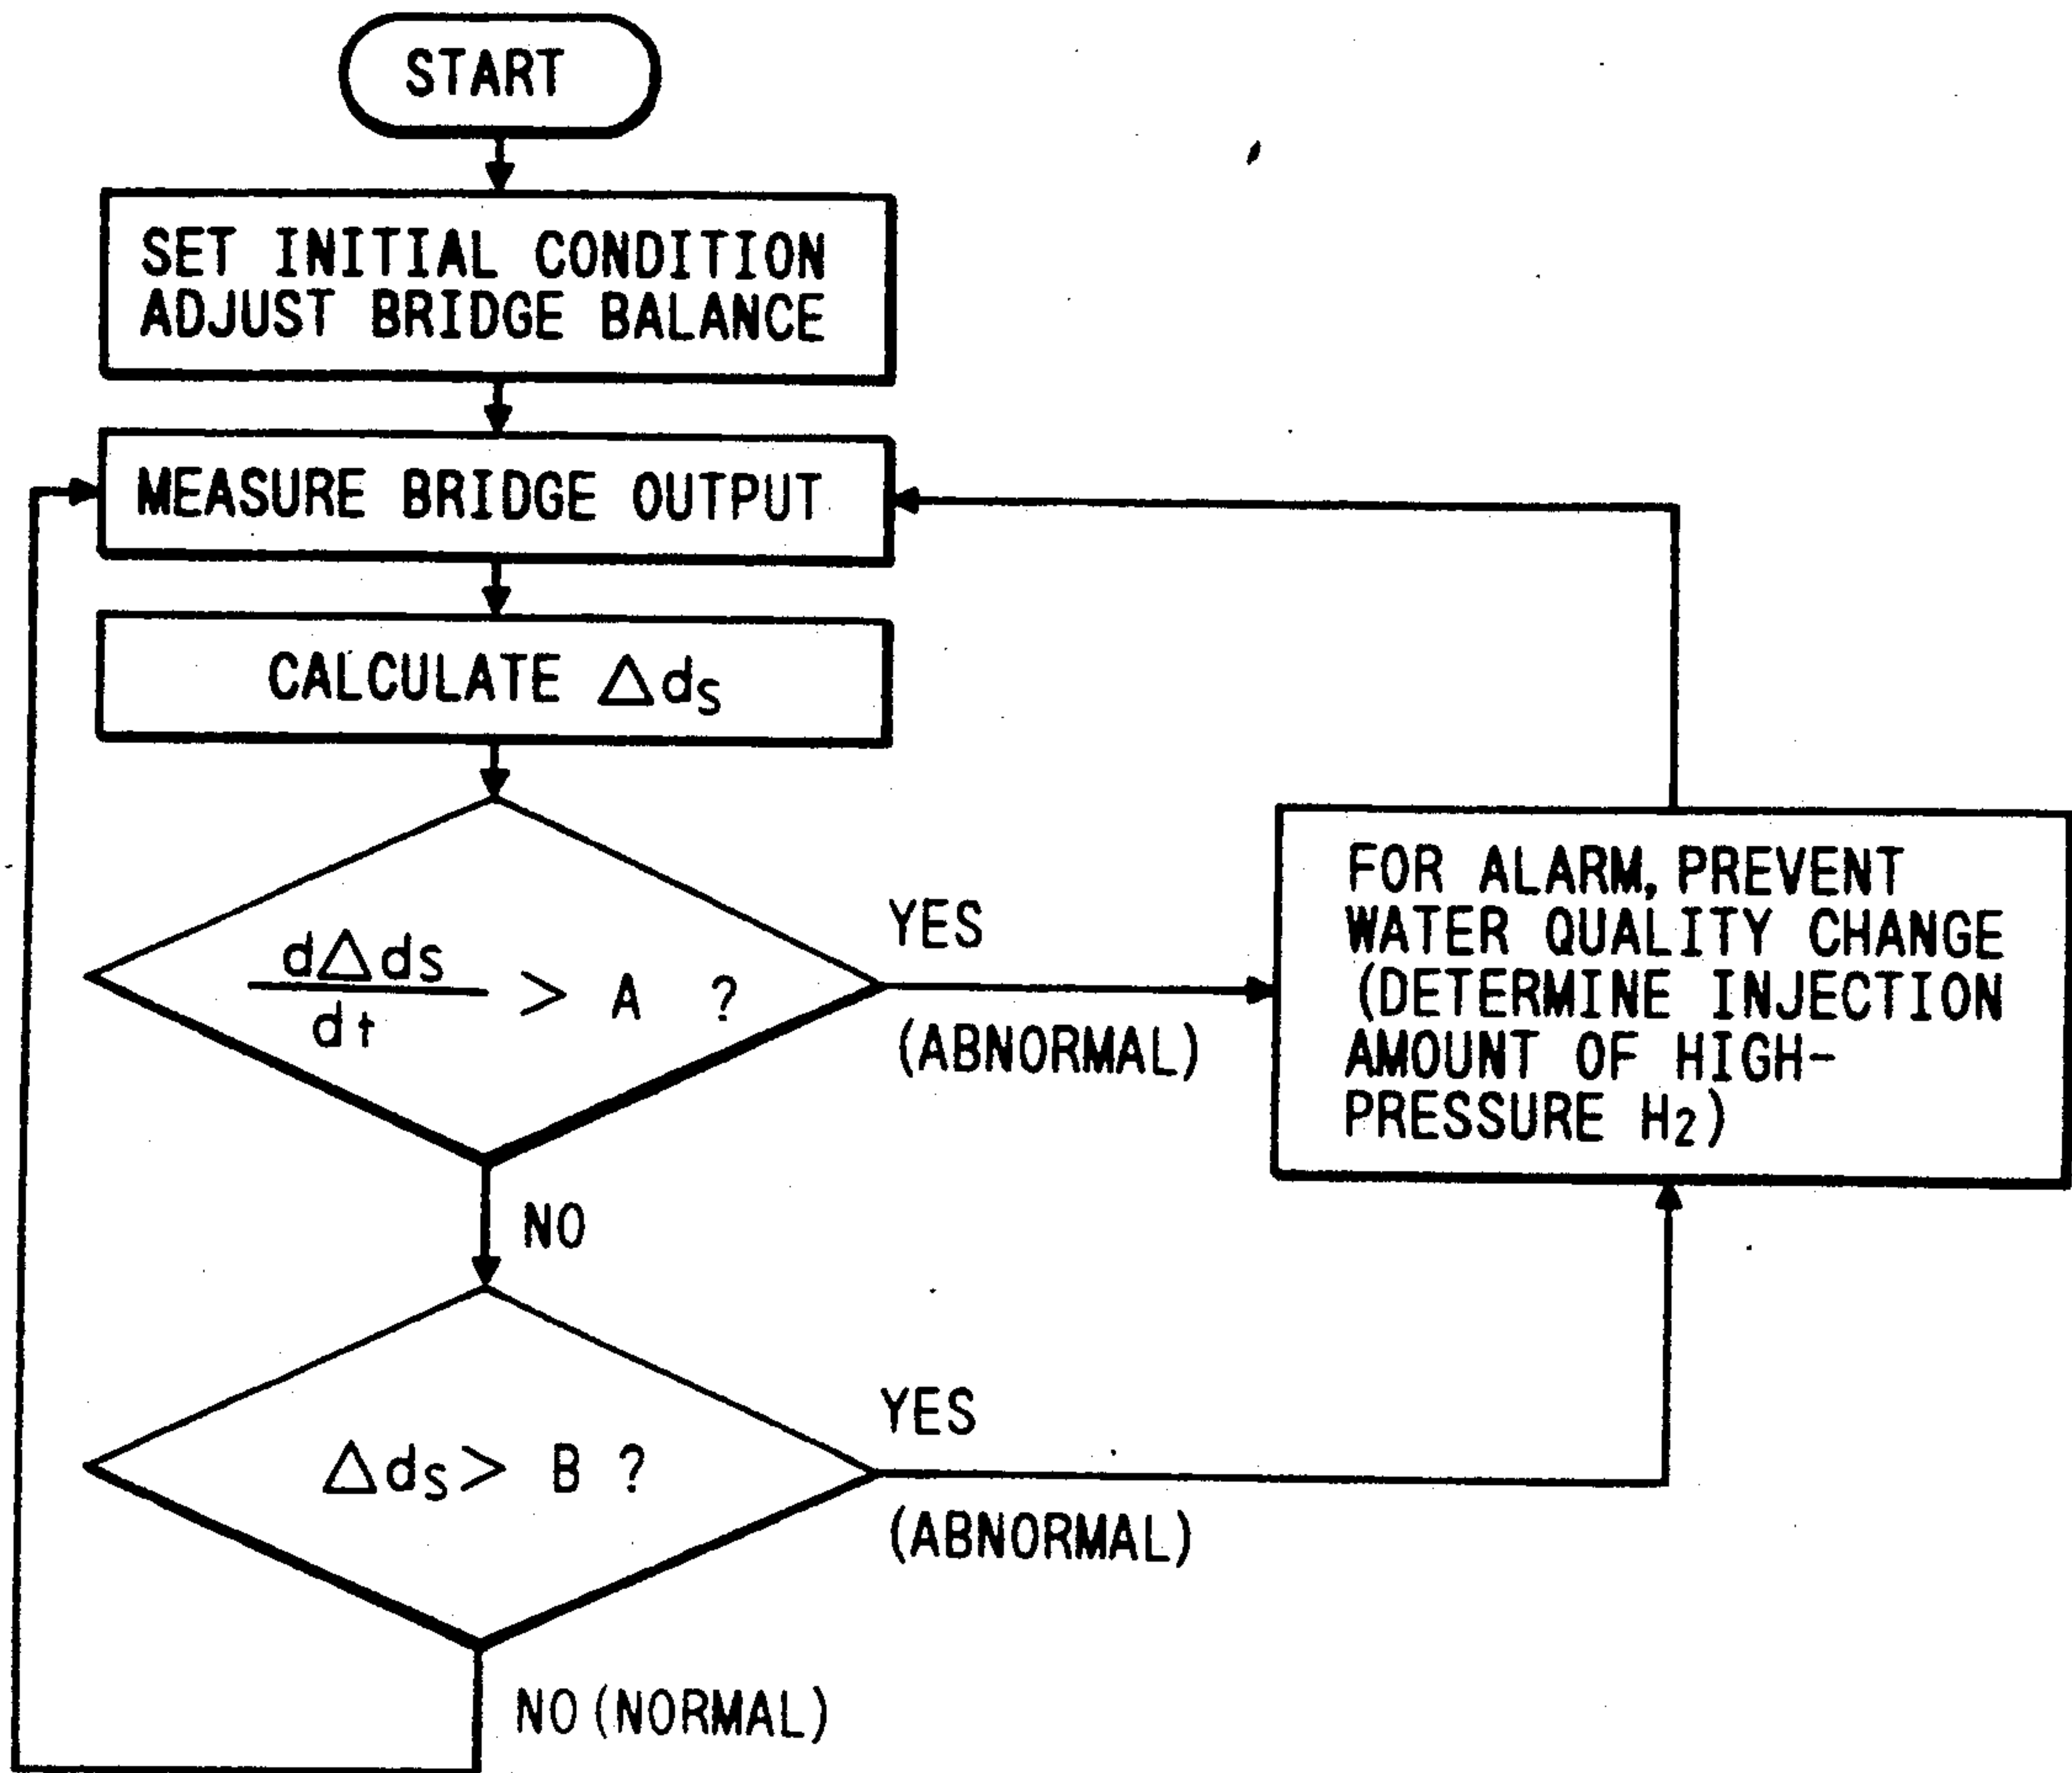 START
SET INITIAL CONDITION
ADJUST BRIDGE BALANCE
MEASURE BRIDGE OUTPUT
CALCULATE △ds
d△ds
dt
> A ?
YES
(ABNORMAL)
FOR ALARM, PREVENT
WATER QUALITY CHANGE
(DETERMINE INJECTION
AMOUNT OF HIGH-
PRESSURE H2)
NO
△ds> B ?
YES
(ABNORMAL)
NO (NORMAL)